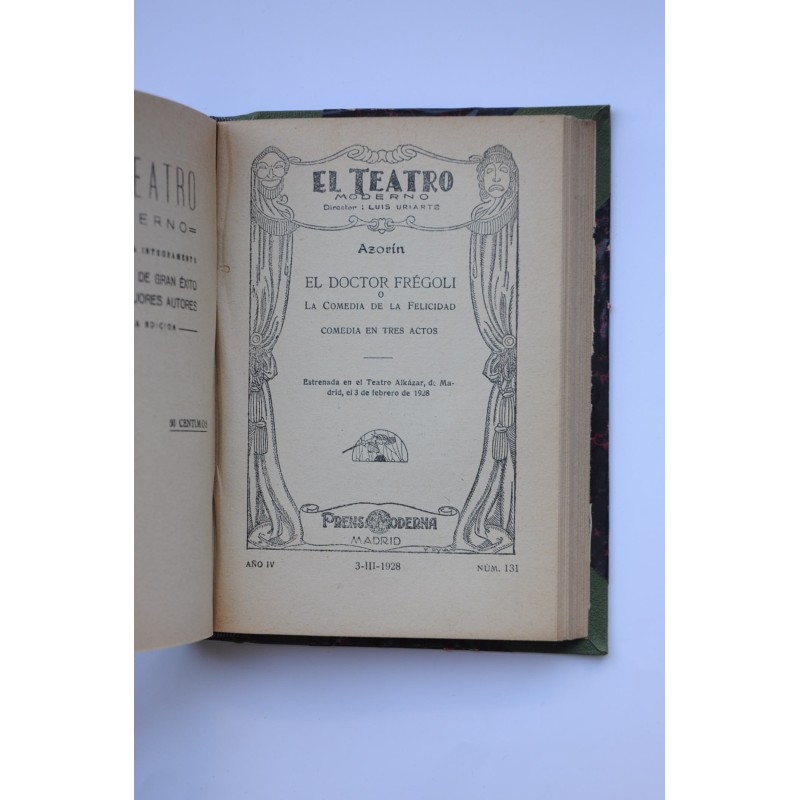 EATRO
ERNO
INTEGRAMENTE
DE GRAN ÉXITO
JORES AUTORES
EDICION
CENTIMOS
EL TEATRO
MODERNO
Director : LUIS URIARTE
Azorín
EL DOCTOR FRÉGOLI
O
LA COMEDIA DE LA FELICIDAD
COMEDIA EN TRES ACTOS
Estrenada en el Teatro Alkázar, de Ma-
drid, el 3 de febrero de 1928
PRENSA MODERNA
MADRID
AÑO IV 3-III-1928 NÚM. 131